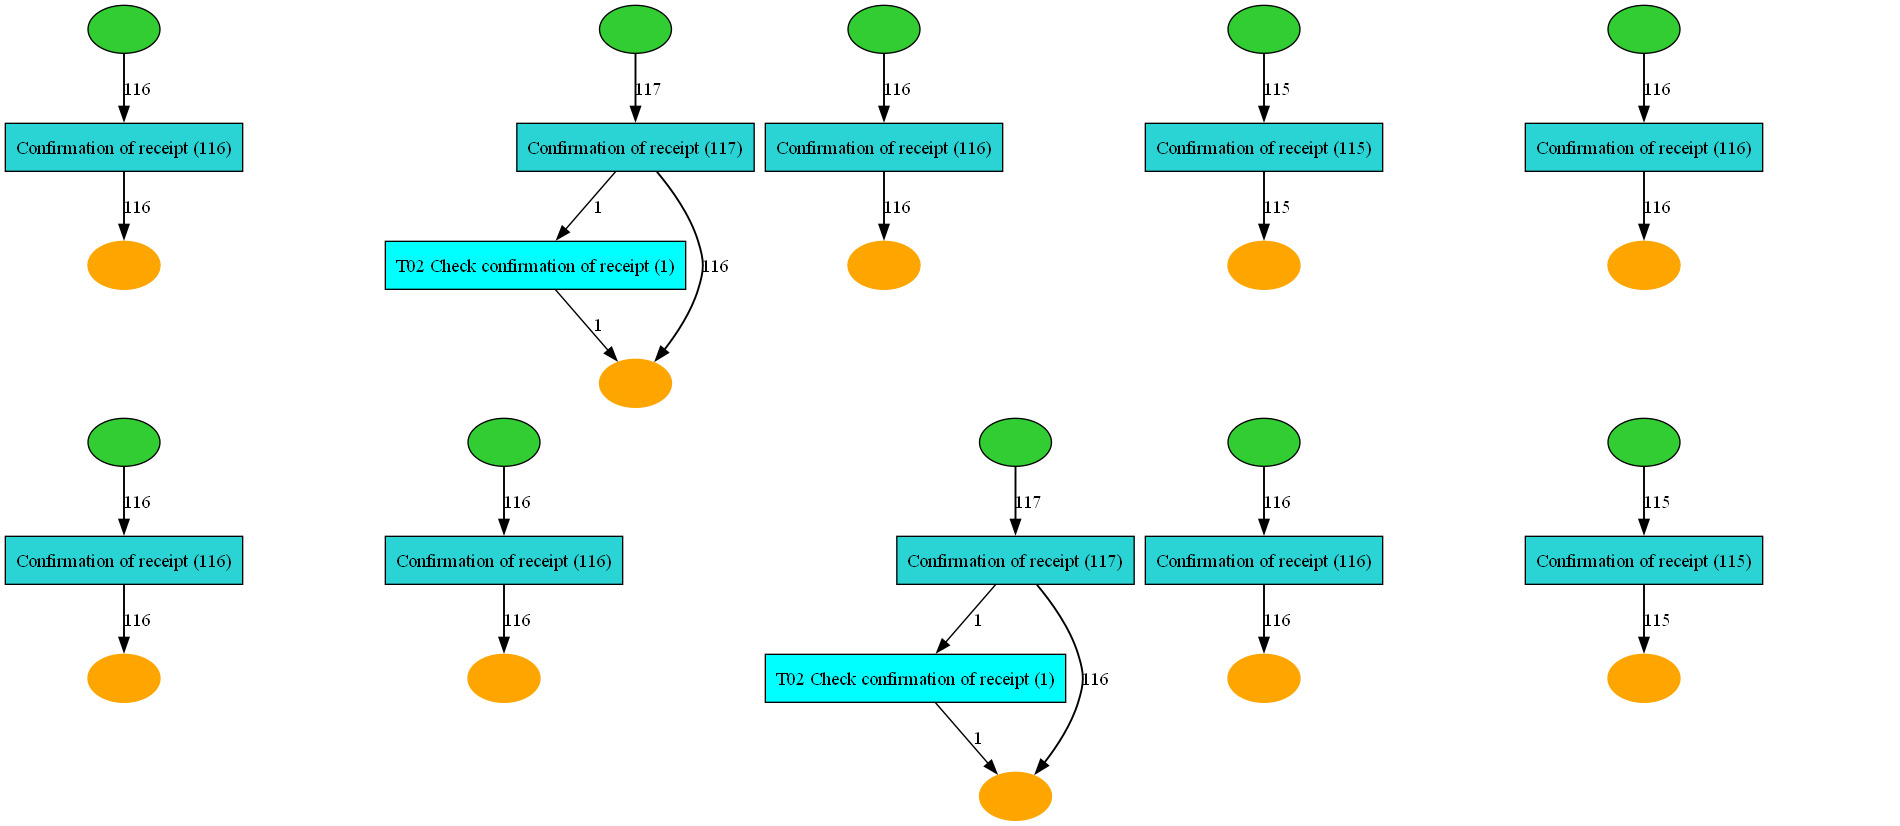 116
117
116
115
116
Confirmation of receipt (116)
Confirmation of receipt (117)
Confirmation of receipt (116)
Confirmation of receipt (115)
Confirmation of receipt (116)
116
1
116
115
116
T02 Check confirmation of receipt (1)
116
1
116
116
117
116
115
Confirmation of receipt (116)
Confirmation of receipt (116)
Confirmation of receipt (117)
Confirmation of receipt (116)
Confirmation of receipt (115)
116
116
1
116
115
T02 Check confirmation of receipt (1)
116
1